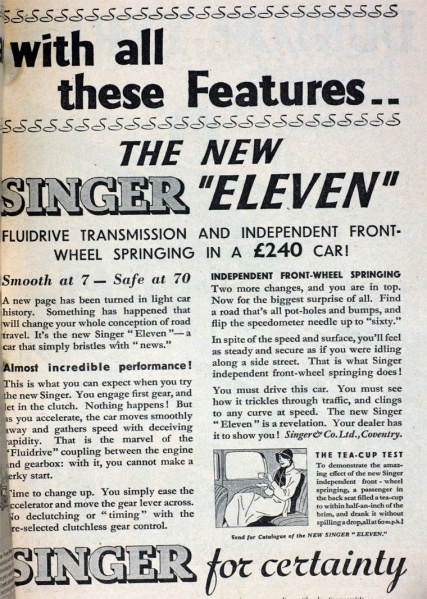 with all
these Features..
THE NEW
SINGER "ELEVEN"
FLUIDRIVE TRANSMISSION AND INDEPENDENT FRONT-
WHEEL SPRINGING IN A £240 CAR!
Smooth at 7 — Safe at 70
A new page has been turned in light car
history. Something has happened that
will change your whole conception of road
travel. It's the new Singer "Eleven"—a
car that simply bristles with "news."
Almost incredible performance!
This is what you can expect when you try
the new Singer. You engage first gear, and
let in the clutch. Nothing happens! But
as you accelerate, the car moves smoothly
away and gathers speed with deceiving
rapidity. That is the marvel of the
"Fluidrive" coupling between the engine
and gearbox: with it, you cannot make a
jerky start.
Time to change up. You simply ease the
accelerator and move the gear lever across.
No declutching or "timing" with the
pre-selected clutchless gear control.
INDEPENDENT FRONT-WHEEL SPRINGING
Two more changes, and you are in top.
Now for the biggest surprise of all. Find
a road that's all pot-holes and bumps, and
flip the speedometer needle up to "sixty."
In spite of the speed and surface, you'll feel
as steady and secure as if you were idling
along a side street. That is what Singer
independent front-wheel springing does!
You must drive this car. You must see
how it trickles through traffic, and clings
to any curve at speed. The new Singer
"Eleven" is a revelation. Your dealer has
it to show you! Singer & Co. Ltd., Coventry.
THE TEA-CUP TEST
To demonstrate the amaz-
ing effect of the new Singer
independent front-wheel
springing, a passenger in
the back seat filled a tea-cup
to within half-an-inch of the
brim, and drank it without
spilling a drop, all at 60 m.p.h.!
Send for Catalogue of the NEW SINGER "ELEVEN."
SINGER for certainty